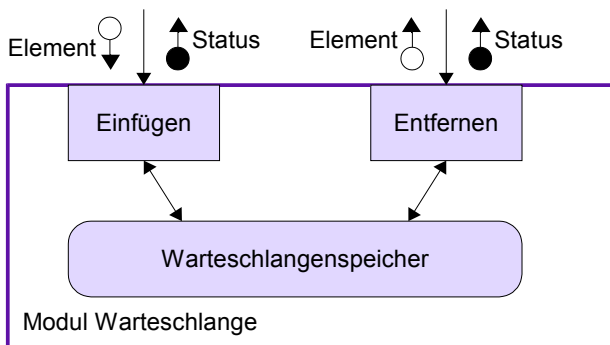 Element
Status
Element
Status
Einfügen
Entfernen
Warteschlangenspeicher
Modul Warteschlange